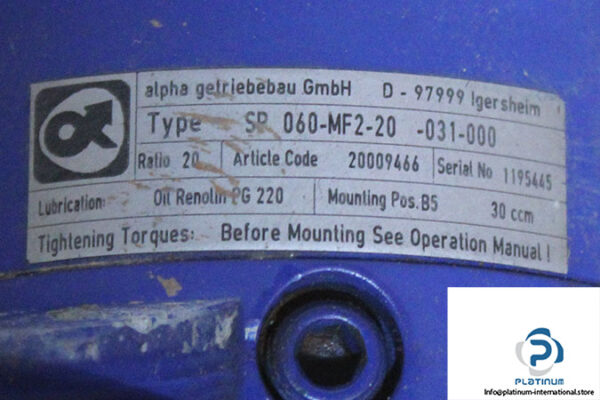 alpha getriebebau GmbH D - 97999 Igersheim
Type SP 060-MF2-20 -031-000
Ratio 20 Article Code 20009466 Serial No 1195445
Lubrication: Oil Renolin PG 220 Mounting Pos. B5 30 ccm
Tightening Torques: Before Mounting See Operation Manual !
PLATINUM
http://platinum-international.store